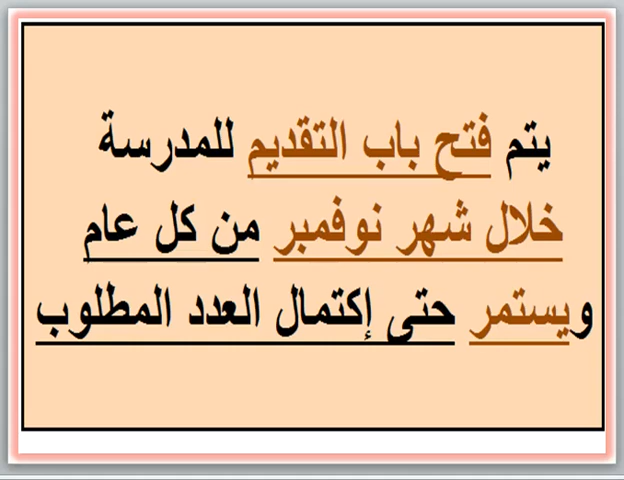 يتم فتح باب التقديم للمدرسة
خلال شهر نوفمبر من كل عام
ويستمر حتى إكتمال العدد المطلوب